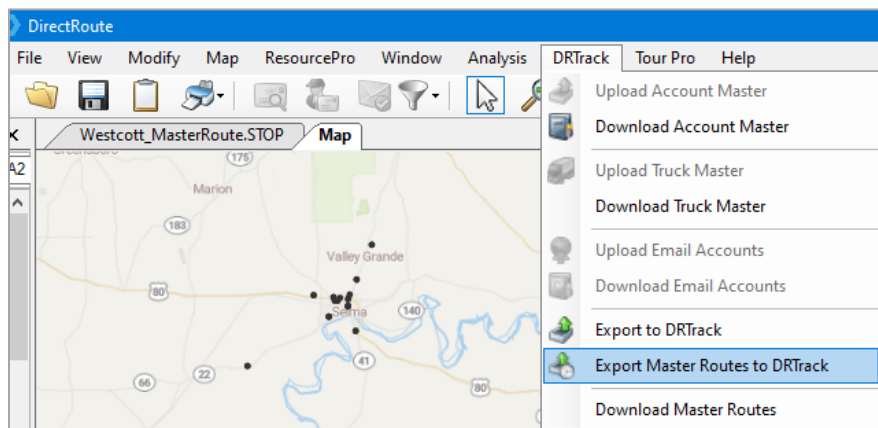 DirectRoute
File View Modify Map ResourcePro Window Analysis DRTrack Tour Pro Help
Westcott_MasterRoute.STOP Map
A2
Upload Account Master
Download Account Master
Upload Truck Master
Download Truck Master
Upload Email Accounts
Download Email Accounts
Export to DRTrack
Export Master Routes to DRTrack
Download Master Routes
175
Marion
183
Valley Grande
80
Selma
140
41
22
66
80